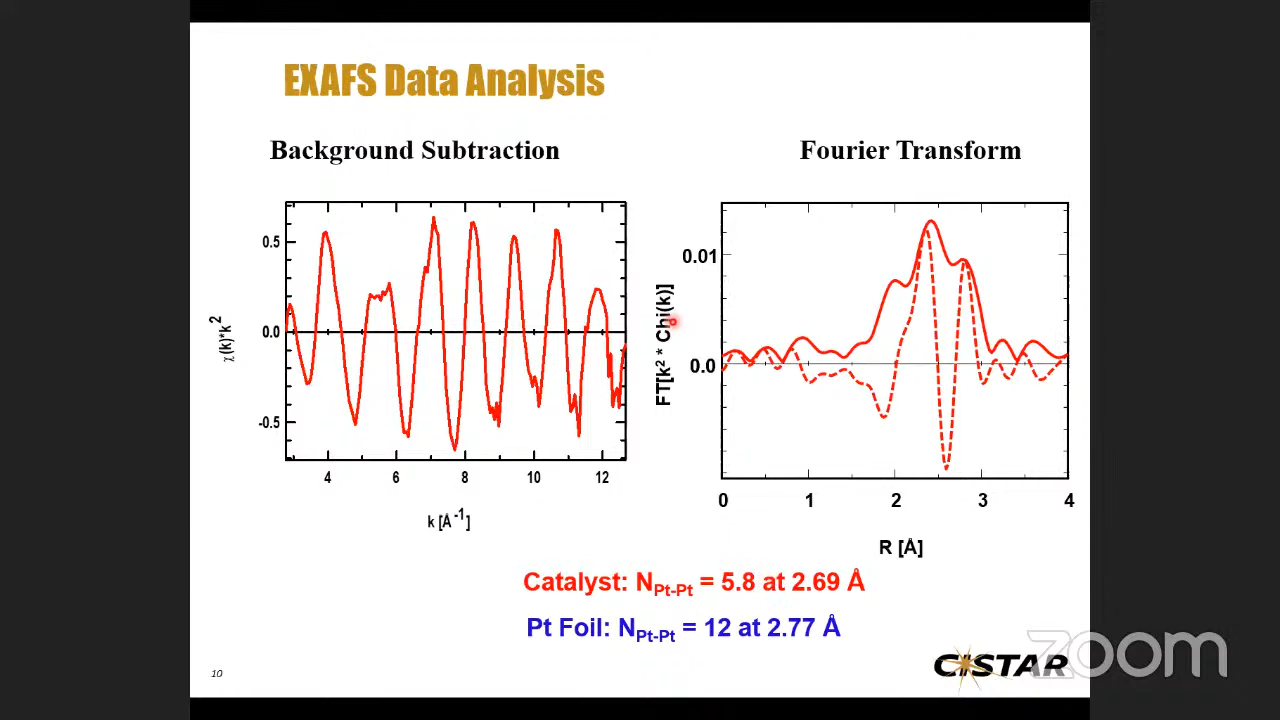 EXAFS Data Analysis
Background Subtraction
Fourier Transform
0.5
0.0
-0.5
χ(k)*k²
4 6 8 10 12
k [Å⁻¹]
0.01
0.0
FT[k² * Chi(k)]
0 1 2 3 4
R [Å]
Catalyst: N_Pt-Pt = 5.8 at 2.69 Å
Pt Foil: N_Pt-Pt = 12 at 2.77 Å
10
CISTAR
zoom